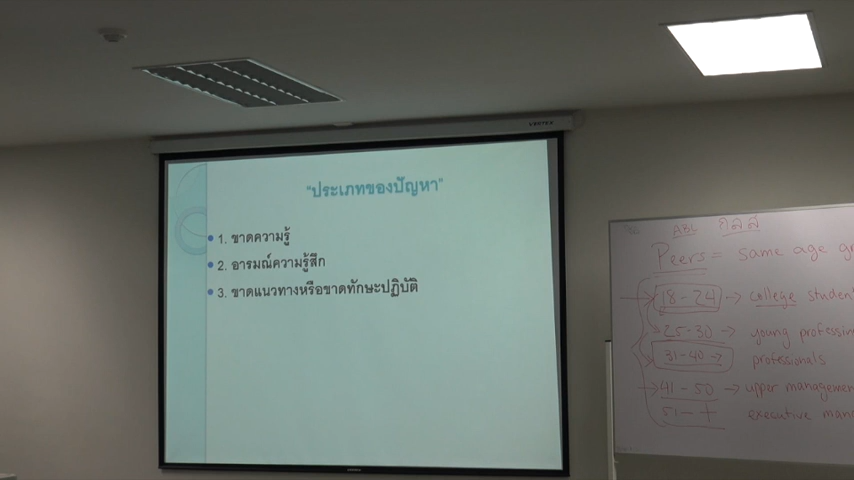 "ประเภทของปัญหา"
1. ขาดความรู้
2. อารมณ์ความรู้สึก
3. ขาดแนวทางหรือขาดทักษะปฏิบัติ
ABL
Peers = same age
18-24 → college
25-30 → young
31-40 → professionals
41-50 → upper
51-+ executive